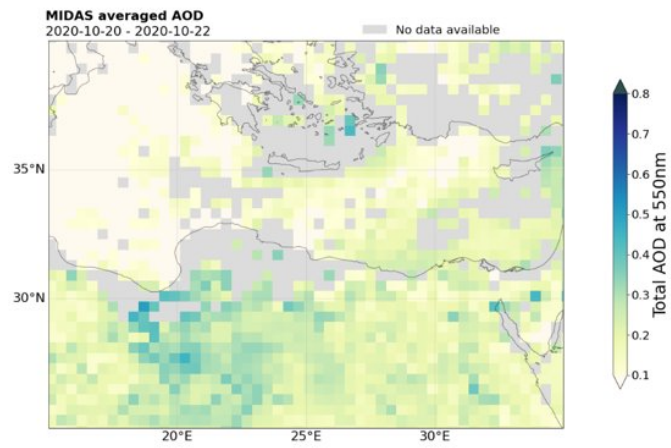 MIDAS averaged AOD
2020-10-20 - 2020-10-22
No data available
35°N
30°N
20°E
25°E
30°E
0.8
0.7
0.6
0.5
0.4
0.3
0.2
0.1
Total AOD at 550nm